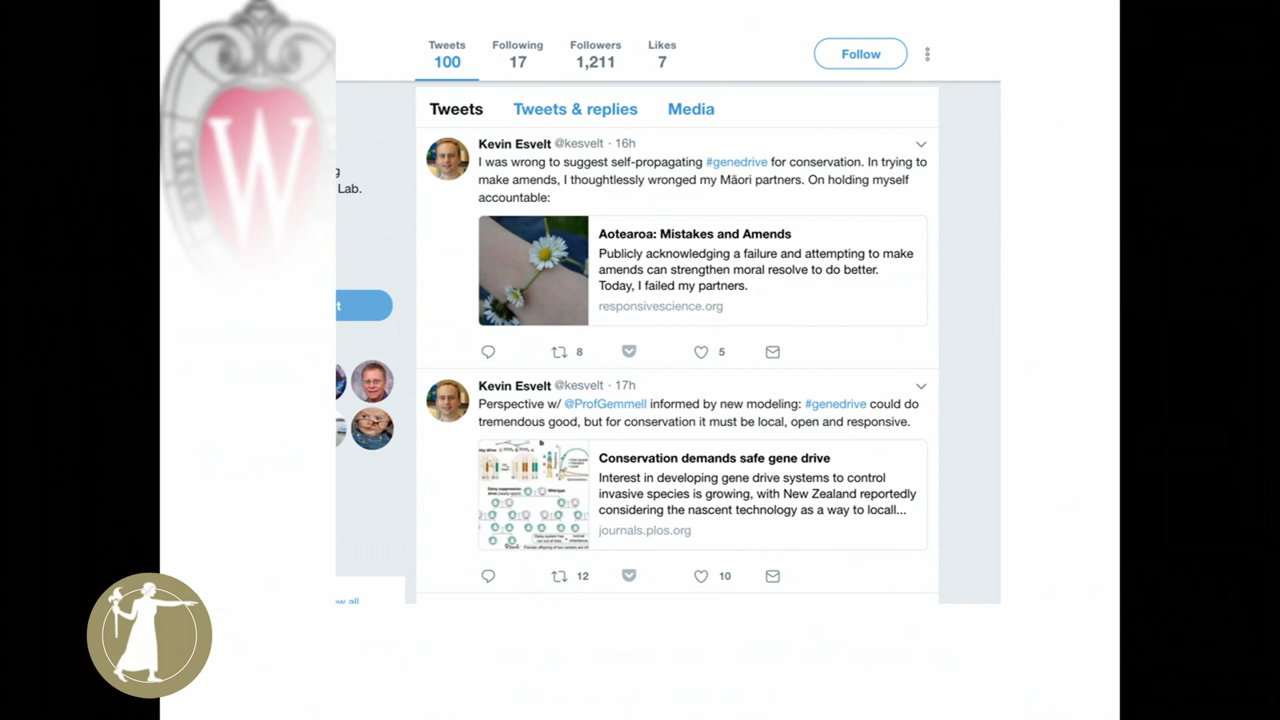 W
Tweets Following Followers Likes
100 17 1,211 7
Follow
Tweets Tweets & replies Media
Kevin Esvelt @kesvelt · 16h
I was wrong to suggest self-propagating #genedrive for conservation. In trying to
make amends, I thoughtlessly wronged my Māori partners. On holding myself
accountable:
g
Lab.
Aotearoa: Mistakes and Amends
Publicly acknowledging a failure and attempting to make
amends can strengthen moral resolve to do better.
Today, I failed my partners.
responsivescience.org
t
8 5
Kevin Esvelt @kesvelt · 17h
Perspective w/ @ProfGemmell informed by new modeling: #genedrive could do
tremendous good, but for conservation it must be local, open and responsive.
Conservation demands safe gene drive
Interest in developing gene drive systems to control
invasive species is growing, with New Zealand reportedly
considering the nascent technology as a way to locall...
journals.plos.org
12 10